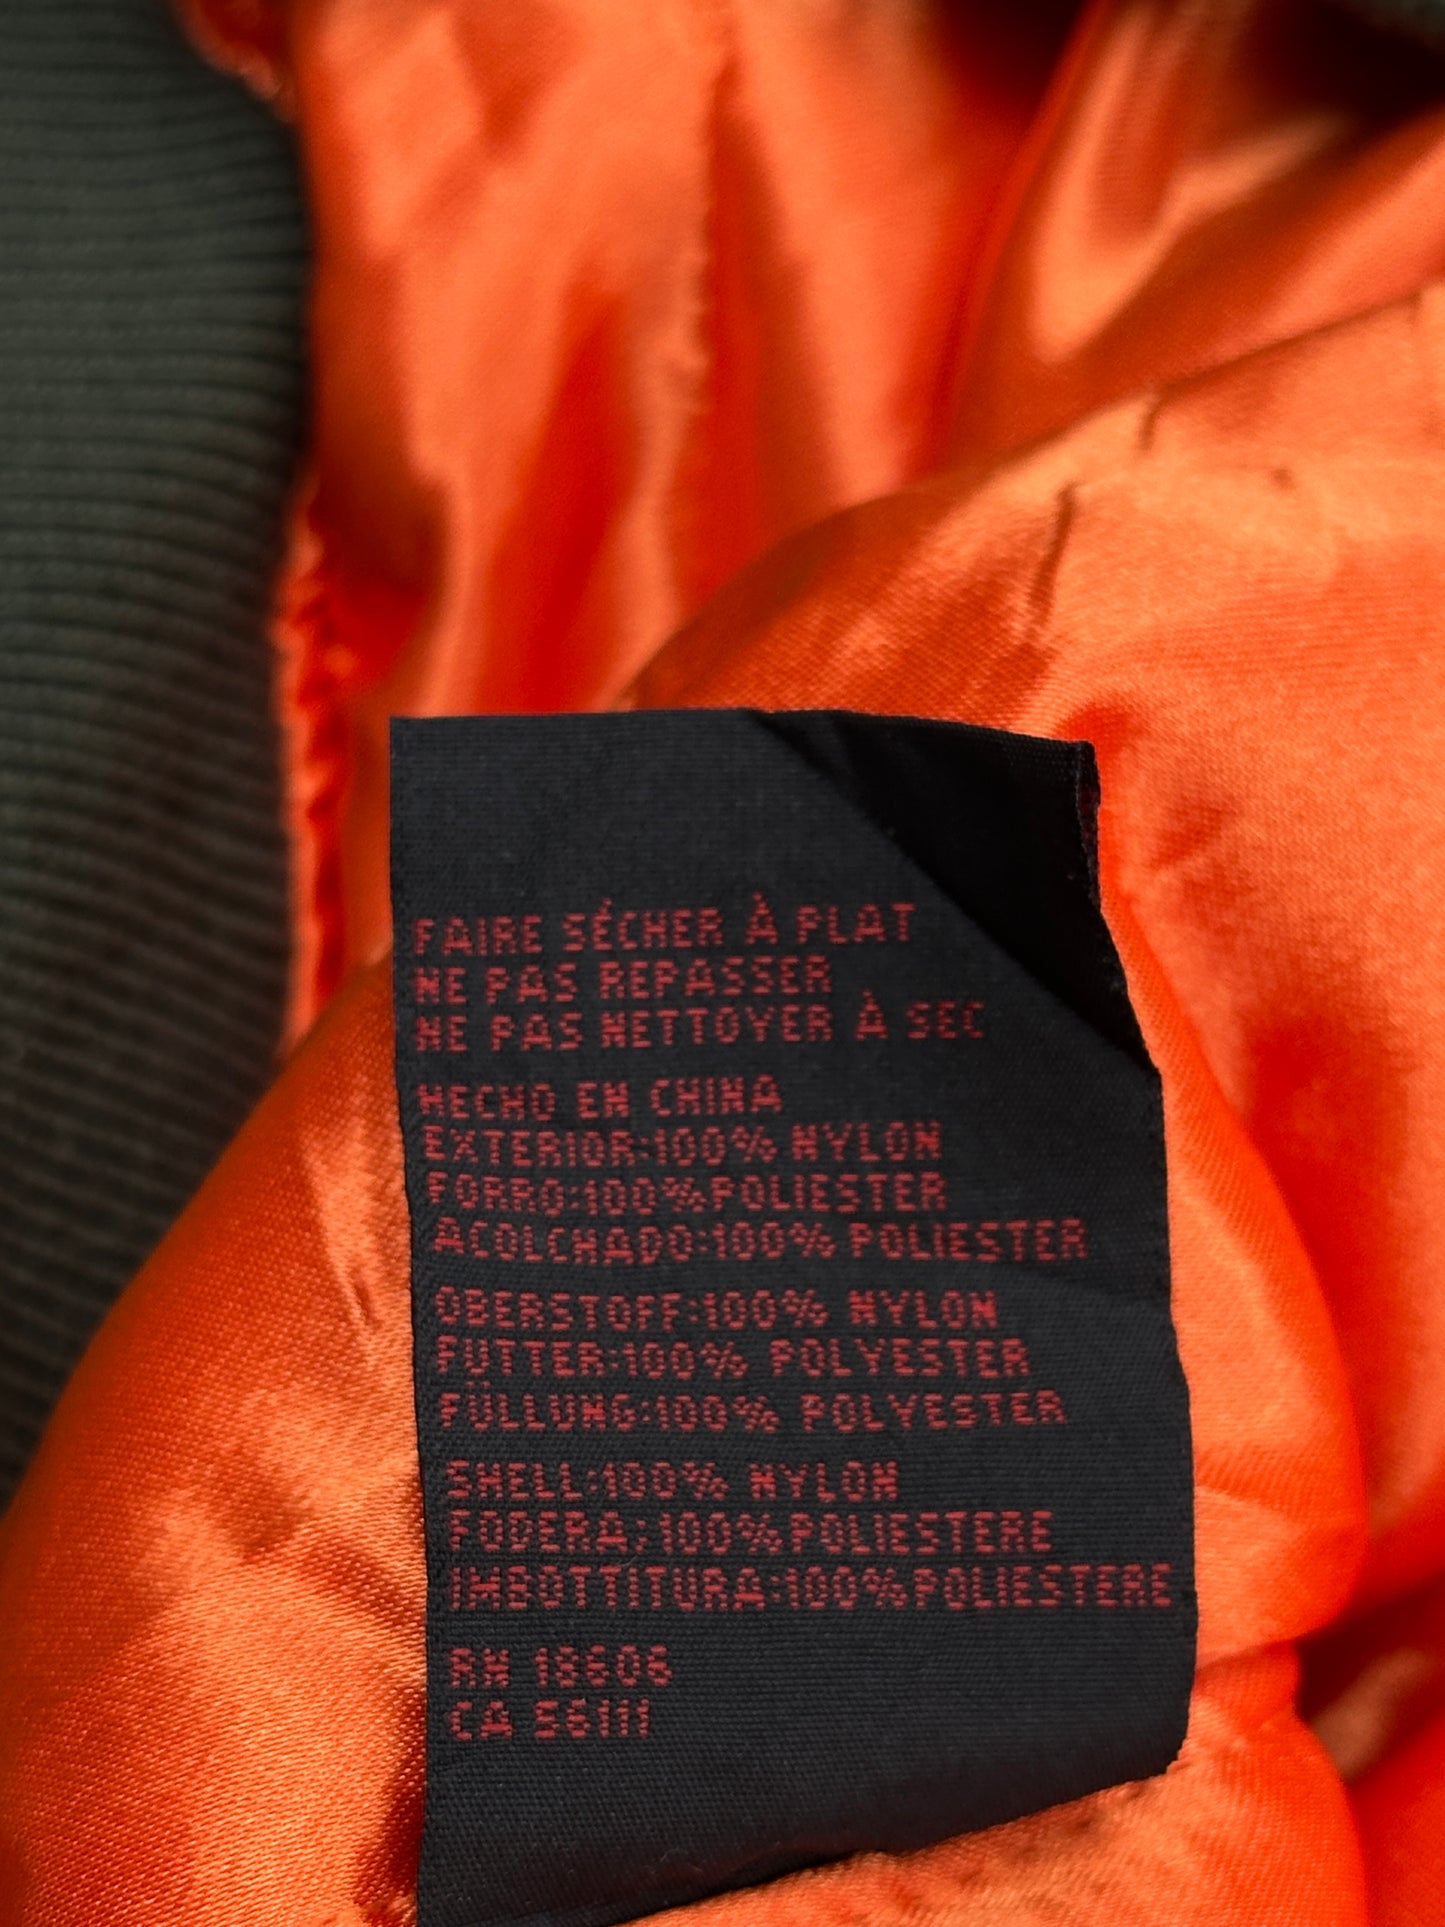 FAIRE SÉCHER À PLAT
NE PAS REPASSER
NE PAS NETTOYER À SEC
HECHO EN CHINA
EXTERIOR:100% NYLON
FORRO:100%POLIESTER
ACOLCHADO:100% POLIESTER
OBERSTOFF:100% NYLON
FUTTER:100% POLYESTER
FÜLLUNG:100% POLYESTER
SHELL:100% NYLON
FODERA:100%POLIESTERE
IMBOTTITURA:100%POLIESTERE
RN 18606
CA 56111